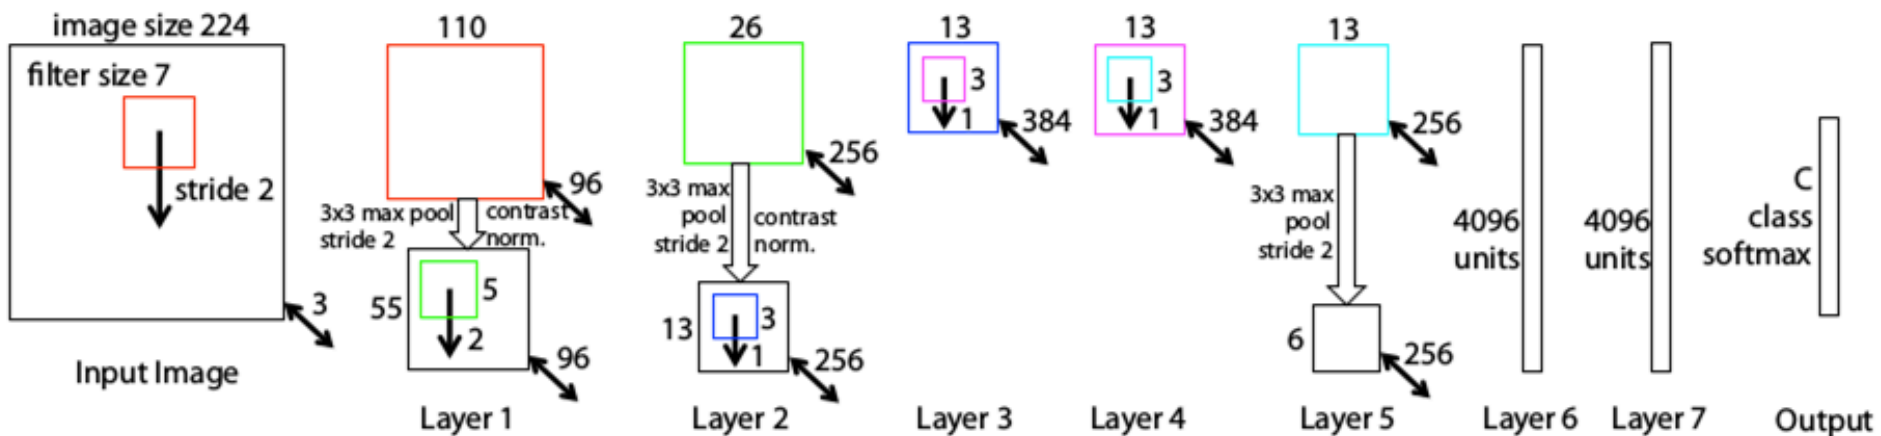 image size 224
filter size 7
stride 2
3
Input Image
110
96
3x3 max pool
stride 2
contrast
norm.
55
5
2
96
Layer 1
26
256
3x3 max
pool
stride 2
contrast
norm.
13
3
1
256
Layer 2
13
3
1
384
Layer 3
13
3
1
384
Layer 4
13
256
3x3 max
pool
stride 2
6
256
Layer 5
4096
units
Layer 6
4096
units
Layer 7
C
class
softmax
Output